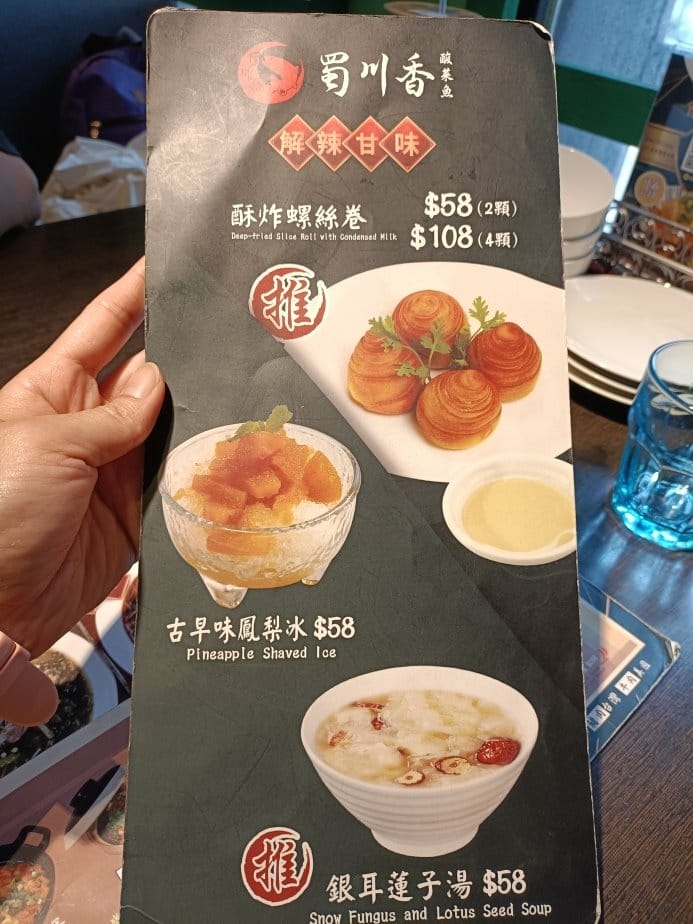 蜀川香
酸菜魚
解辣甘味
酥炸螺絲卷 $58 (2顆)
Deep-fried Slice Roll with Condensed Milk $108 (4顆)
推
古早味鳳梨冰 $58
Pineapple Shaved Ice
推
銀耳蓮子湯 $58
Snow Fungus and Lotus Seed Soup